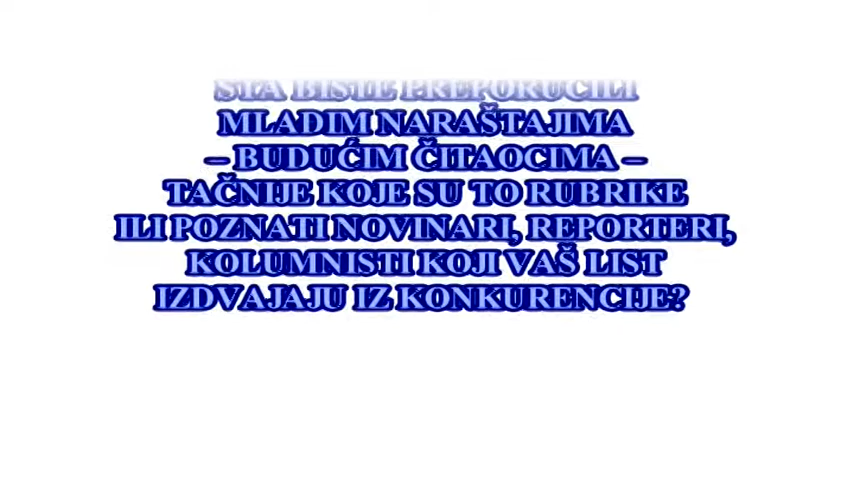 ŠTA BISTE PREPORUČILI
MLADIM NARAŠTAJIMA
– BUDUĆIM ČITAOCIMA –
TAČNIJE KOJE SU TO RUBRIKE
ILI POZNATI NOVINARI, REPORTERI,
KOLUMNISTI KOJI VAŠ LIST
IZDVAJAJU IZ KONKURENCIJE?